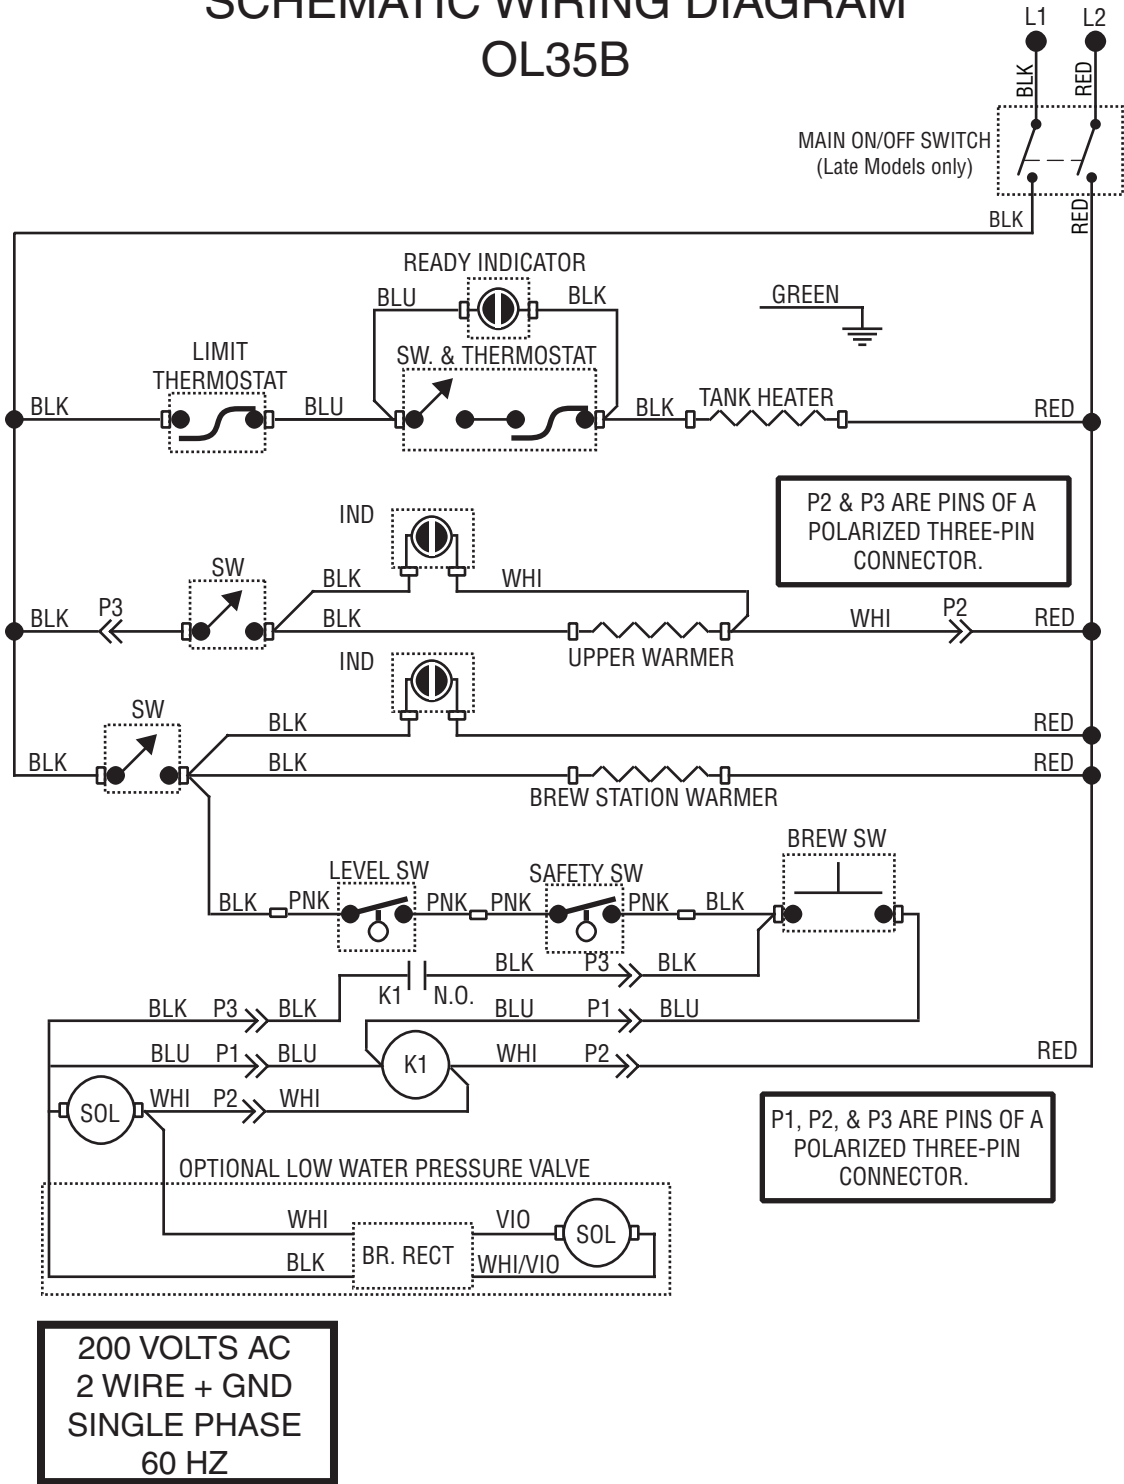 SCHEMATIC WIRING DIAGRAM
OL35B
L1 L2
BLK RED
MAIN ON/OFF SWITCH
(Late Models only)
BLK RED
READY INDICATOR
BLU BLK
GREEN
LIMIT
THERMOSTAT
SW. & THERMOSTAT
BLK BLU BLK TANK HEATER RED
P2 & P3 ARE PINS OF A
POLARIZED THREE-PIN
CONNECTOR.
IND
SW
BLK WHI
BLK P3 BLK WHI P2 RED
UPPER WARMER
IND
SW
BLK RED
BLK BLK RED
BREW STATION WARMER
BREW SW
LEVEL SW SAFETY SW
BLK PNK PNK PNK PNK BLK
BLK P3 BLK
K1 N.O.
BLK P3 BLK BLU P1 BLU
BLU P1 BLU K1 WHI P2 RED
SOL WHI P2 WHI
P1, P2, & P3 ARE PINS OF A
POLARIZED THREE-PIN
CONNECTOR.
OPTIONAL LOW WATER PRESSURE VALVE
WHI VIO SOL
BR. RECT
BLK WHI/VIO
200 VOLTS AC
2 WIRE + GND
SINGLE PHASE
60 HZ